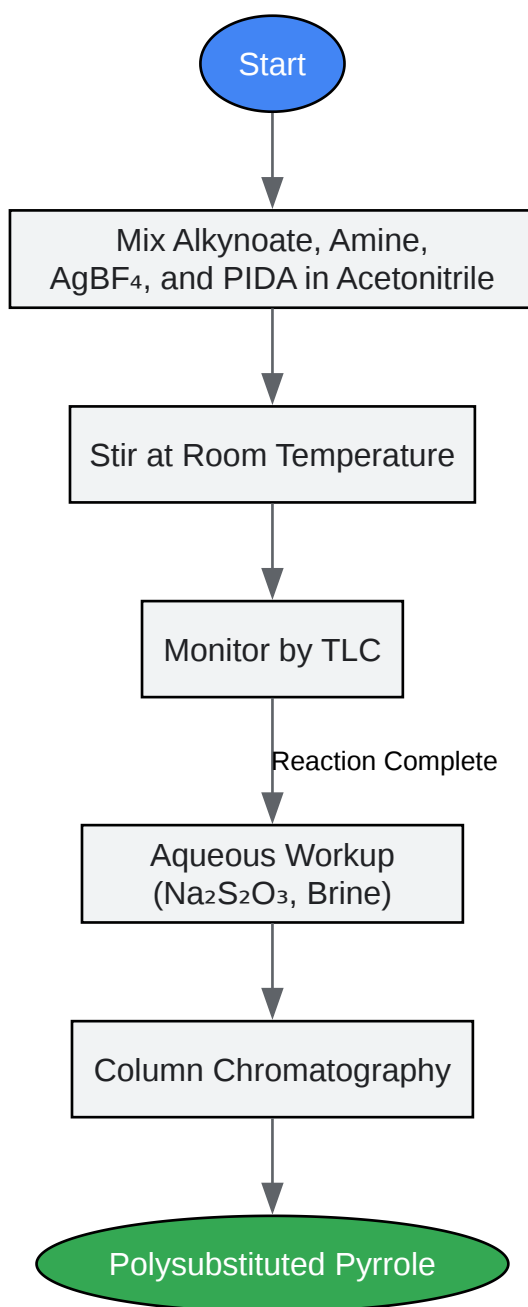 Start
Mix Alkynoate, Amine,
AgBF₄, and PIDA in Acetonitrile
Stir at Room Temperature
Monitor by TLC
Reaction Complete
Aqueous Workup
(Na₂S₂O₃, Brine)
Column Chromatography
Polysubstituted Pyrrole